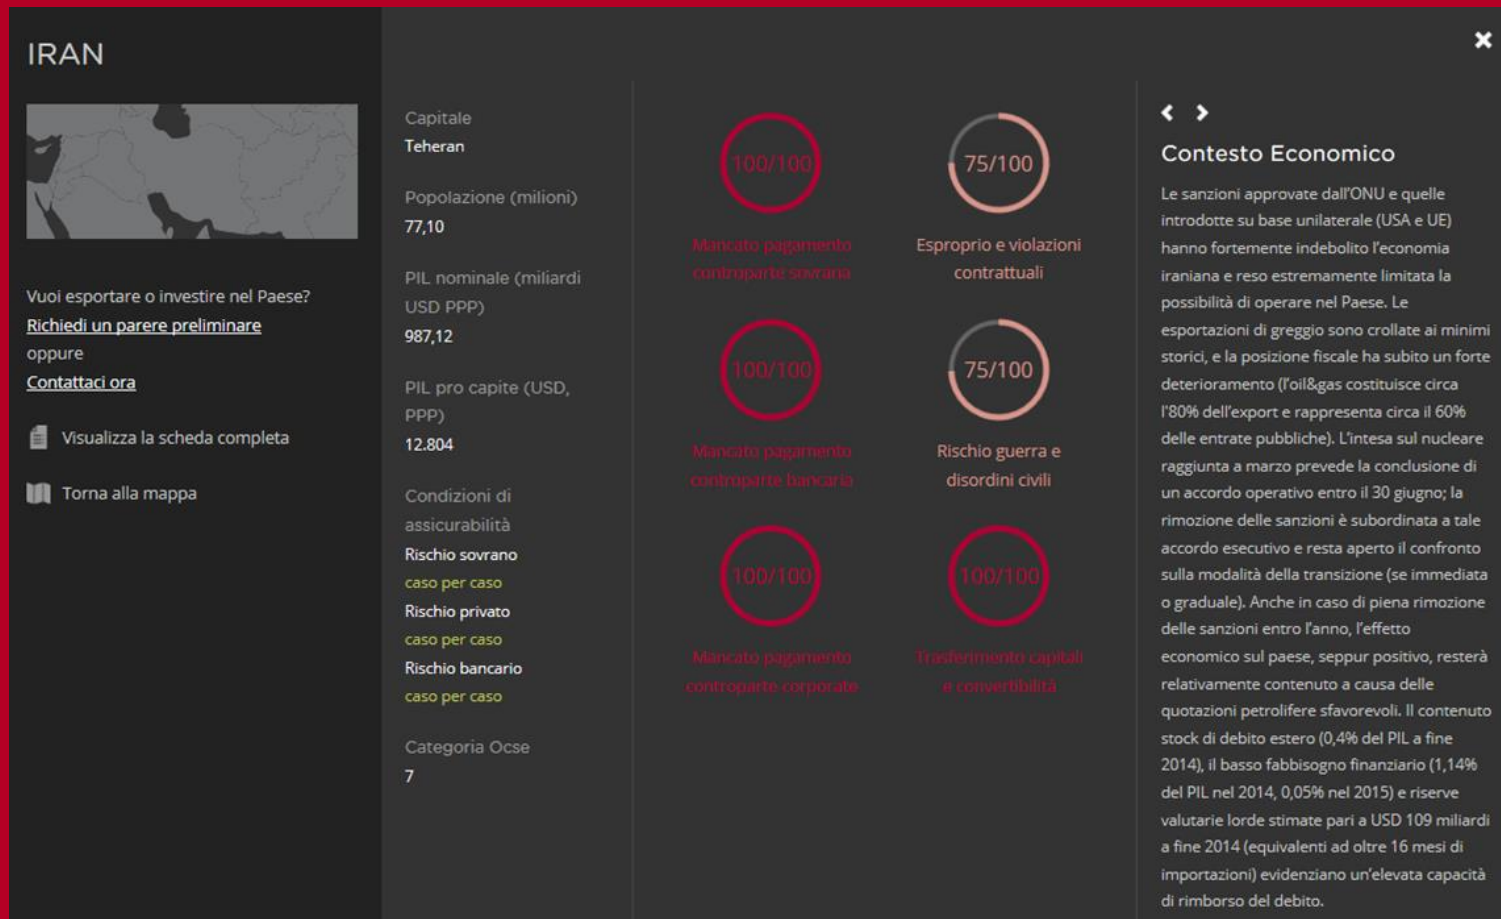 IRAN
Vuoi esportare o investire nel Paese?
Richiedi un parere preliminare
oppure
Contattaci ora
Visualizza la scheda completa
Torna alla mappa
Capitale
Teheran
Popolazione (milioni)
77,10
PIL nominale (miliardi
USD PPP)
987,12
PIL pro capite (USD,
PPP)
12.804
Condizioni di
assicurabilità
Rischio sovrano
caso per caso
Rischio privato
caso per caso
Rischio bancario
caso per caso
Categoria Ocse
7
100/100
Mancato pagamento
controparte sovrana
75/100
Esproprio e violazioni
contrattuali
100/100
Mancato pagamento
controparte bancaria
75/100
Rischio guerra e
disordini civili
100/100
Mancato pagamento
controparte corporate
100/100
Trasferimento capitali
e convertibilità
Contesto Economico
Le sanzioni approvate dall'ONU e quelle
introdotte su base unilaterale (USA e UE)
hanno fortemente indebolito l'economia
iraniana e reso estremamente limitata la
possibilità di operare nel Paese. Le
esportazioni di greggio sono crollate ai minimi
storici, e la posizione fiscale ha subito un forte
deterioramento (l'oil&gas costituisce circa
l'80% dell'export e rappresenta circa il 60%
delle entrate pubbliche). L'intesa sul nucleare
raggiunta a marzo prevede la conclusione di
un accordo operativo entro il 30 giugno; la
rimozione delle sanzioni è subordinata a tale
accordo esecutivo e resta aperto il confronto
sulla modalità della transizione (se immediata
o graduale). Anche in caso di piena rimozione
delle sanzioni entro l'anno, l'effetto
economico sul paese, seppur positivo, resterà
relativamente contenuto a causa delle
quotazioni petrolifere sfavorevoli. Il contenuto
stock di debito estero (0,4% del PIL a fine
2014), il basso fabbisogno finanziario (1,14%
del PIL nel 2014, 0,05% nel 2015) e riserve
valutarie lorde stimate pari a USD 109 miliardi
a fine 2014 (equivalenti ad oltre 16 mesi di
importazioni) evidenziano un'elevata capacità
di rimborso del debito.